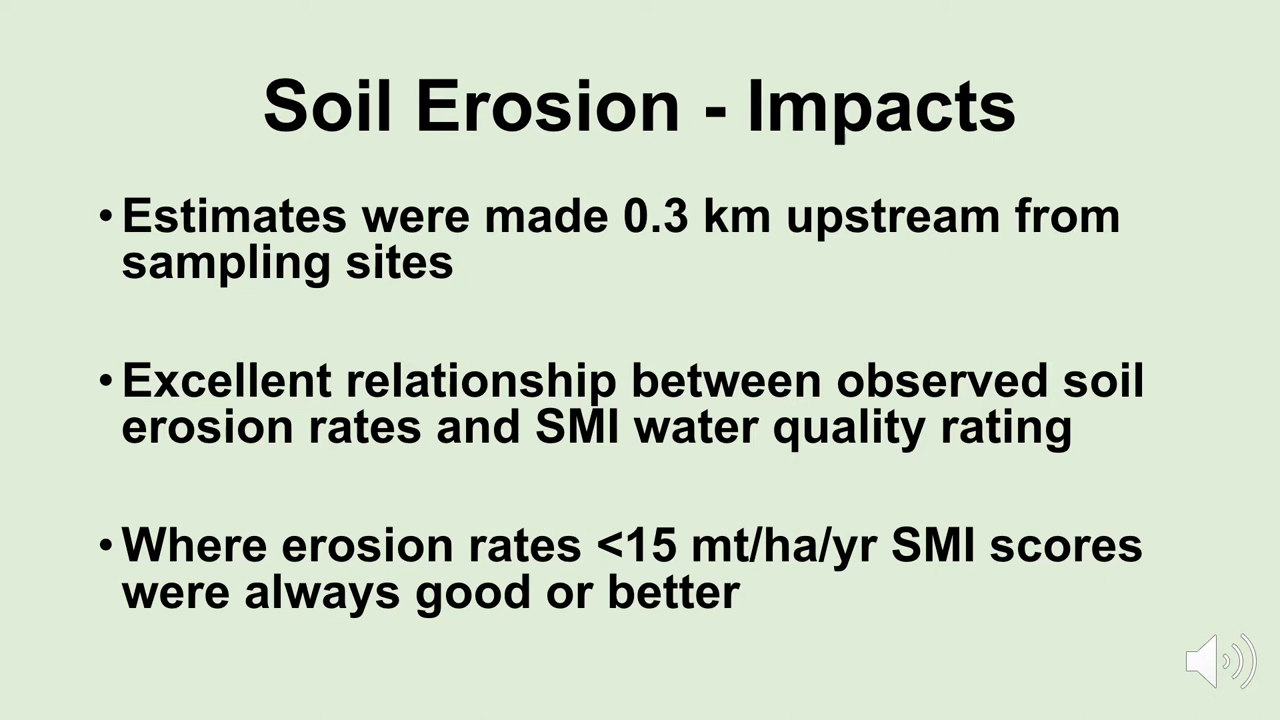 Soil Erosion - Impacts
• Estimates were made 0.3 km upstream from
sampling sites
• Excellent relationship between observed soil
erosion rates and SMI water quality rating
• Where erosion rates <15 mt/ha/yr SMI scores
were always good or better